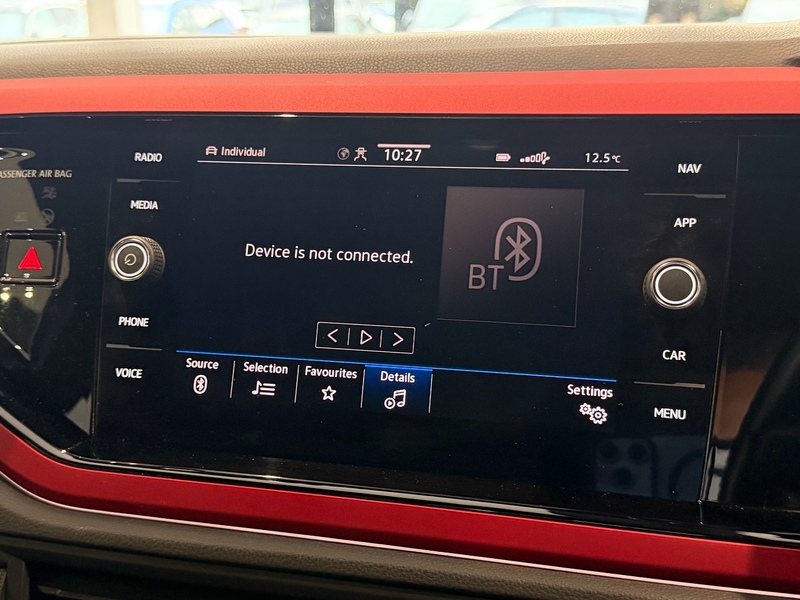 PASSENGER AIR BAG
RADIO
MEDIA
PHONE
VOICE
Individual
10:27
12.5°C
Device is not connected.
BT
Source
Selection
Favourites
Details
Settings
NAV
APP
CAR
MENU